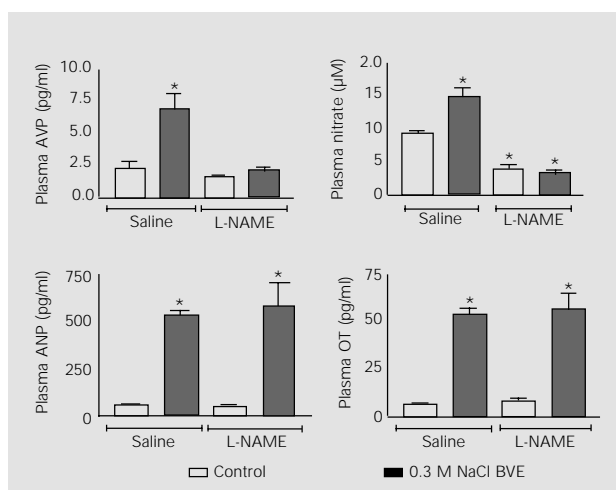 Plasma AVP (pg/ml)
10.0
7.5
5.0
2.5
0.0
*
Saline
L-NAME
Plasma nitrate (µM)
2.0
15
10
5
0
*
* *
Saline
L-NAME
Plasma ANP (pg/ml)
750
500
250
0
*
*
Saline
L-NAME
Plasma OT (pg/ml)
75
50
25
0
*
*
Saline
L-NAME
Control
0.3 M NaCl BVE